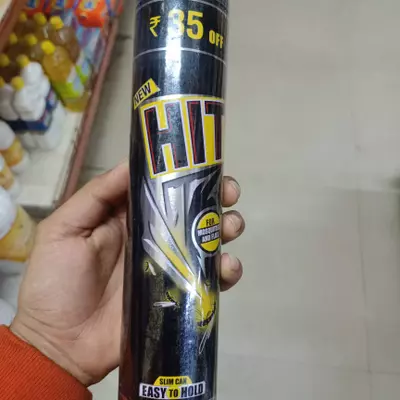 ₹ 35 OFF
NEW
HIT
FOR
MOSQUITOES
AND FLIES
SLIM CAN
EASY TO HOLD